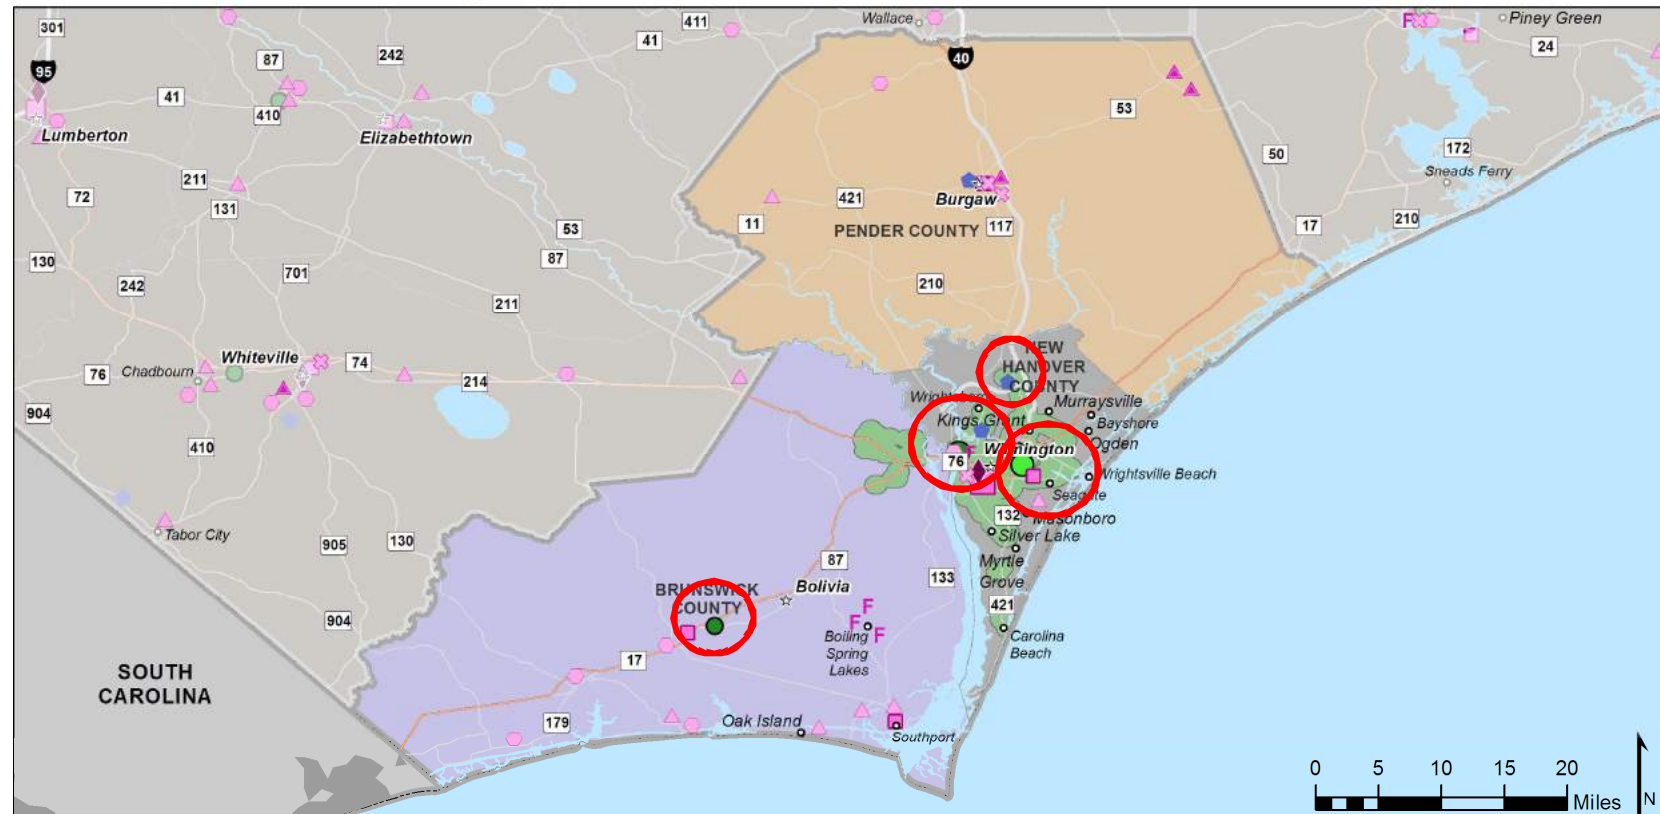 301
411
Wallace
Piney Green
41
24
87
242
40
95
41
53
410
Lumberton
Elizabethtown
172
50
Sneads Ferry
211
72
421
Burgaw
131
11
117
210
17
53
PENDER COUNTY
87
130
701
242
210
211
NEW
HANOVER
COUNTY
Whiteville
74
76
Chadbourn
214
Murraysville
904
Kings Grant
Bayshore
Ogden
410
Wilmington
76
Wrightsville Beach
Seagate
132
Masonboro
Tabor City
905
130
Silver Lake
87
Myrtle
Grove
133
BRUNSWICK
COUNTY
Bolivia
421
F
904
F
F
Boiling
Spring
Lakes
Carolina
Beach
17
SOUTH
CAROLINA
179
Oak Island
Southport
0 5 10 15 20
Miles
N
F
F